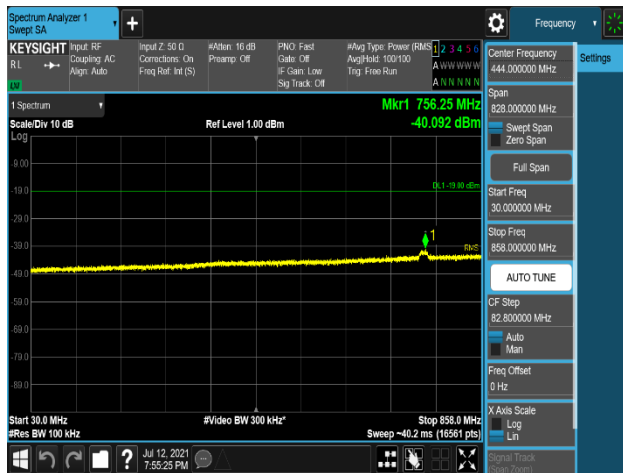 Spectrum Analyzer 1
Swept SA
+
Frequency
KEYSIGHT
Input: RF
Coupling: AC
Align: Auto
Input Z: 50 Ω
Corrections: On
Freq Ref: Int (S)
#Atten: 16 dB
Preamp: Off
PNO: Fast
Gate: Off
IF Gain: Low
Sig Track: Off
#Avg Type: Power (RMS
Avg|Hold: 100/100
Trig: Free Run
1 2 3 4 5 6
A W W W W W
A N N N N N
RL
LXI
1 Spectrum
Scale/Div 10 dB
Log
Ref Level 1.00 dBm
Mkr1 756.25 MHz
-40.092 dBm
-9.00
-19.0
-29.0
-39.0
-49.0
-59.0
-69.0
-79.0
-89.0
DL1 -19.00 dBm
1
RMS
Start 30.0 MHz
#Res BW 100 kHz
#Video BW 300 kHz*
Stop 858.0 MHz
Sweep ~40.2 ms (16561 pts)
?
Jul 12, 2021
7:55:25 PM
Center Frequency
444.000000 MHz
Settings
Span
828.000000 MHz
Swept Span
Zero Span
Full Span
Start Freq
30.000000 MHz
Stop Freq
858.000000 MHz
AUTO TUNE
CF Step
82.800000 MHz
Auto
Man
Freq Offset
0 Hz
X Axis Scale
Log
Lin
Signal Track
(Span Zoom)